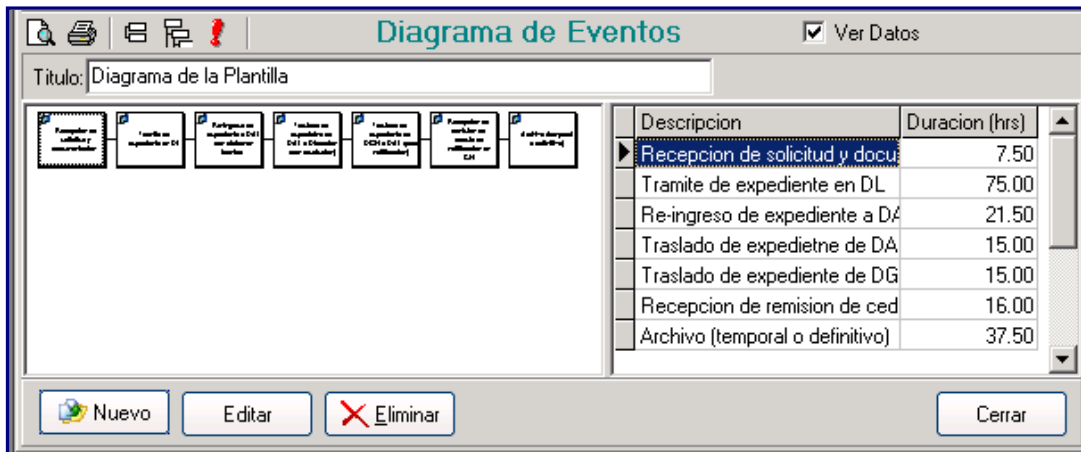 Diagrama de Eventos
Ver Datos
Titulo: Diagrama de la Plantilla
Descripcion Duracion (hrs)
Recepcion de solicitud y docu 7.50
Tramite de expediente en DL 75.00
Re-ingreso de expediente a DA 21.50
Traslado de expedietne de DA 15.00
Traslado de expediente de DG 15.00
Recepcion de remision de ced 16.00
Archivo (temporal o definitivo) 37.50
Nuevo Editar Eliminar Cerrar